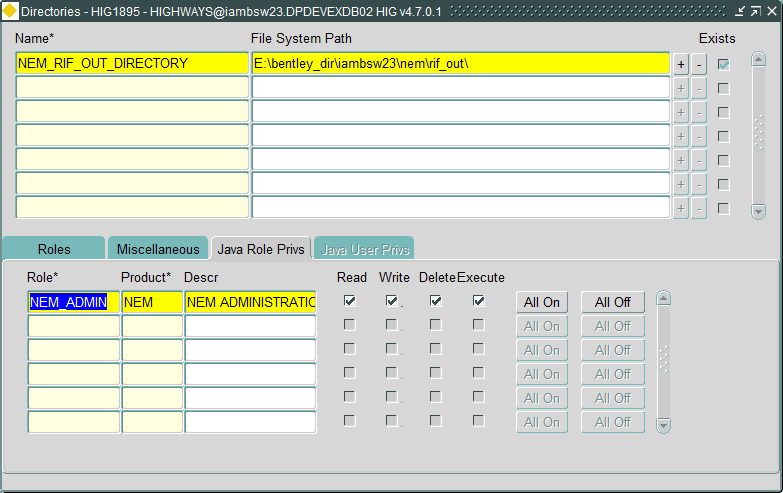 Directories - HIG1895 - HIGHWAYS@iambsw23.DPDEVEXDB02 HIG v4.7.0.1
Name* File System Path Exists
NEM_RIF_OUT_DIRECTORY E:\bentley_dir\iambsw23\nem\rif_out\ + -
+ -
+ -
+ -
+ -
+ -
+ -
Roles Miscellaneous Java Role Privs Java User Privs
Role* Product* Descr Read Write Delete Execute
NEM_ADMIN NEM NEM ADMINISTRATIO All On All Off
All On All Off
All On All Off
All On All Off
All On All Off
All On All Off